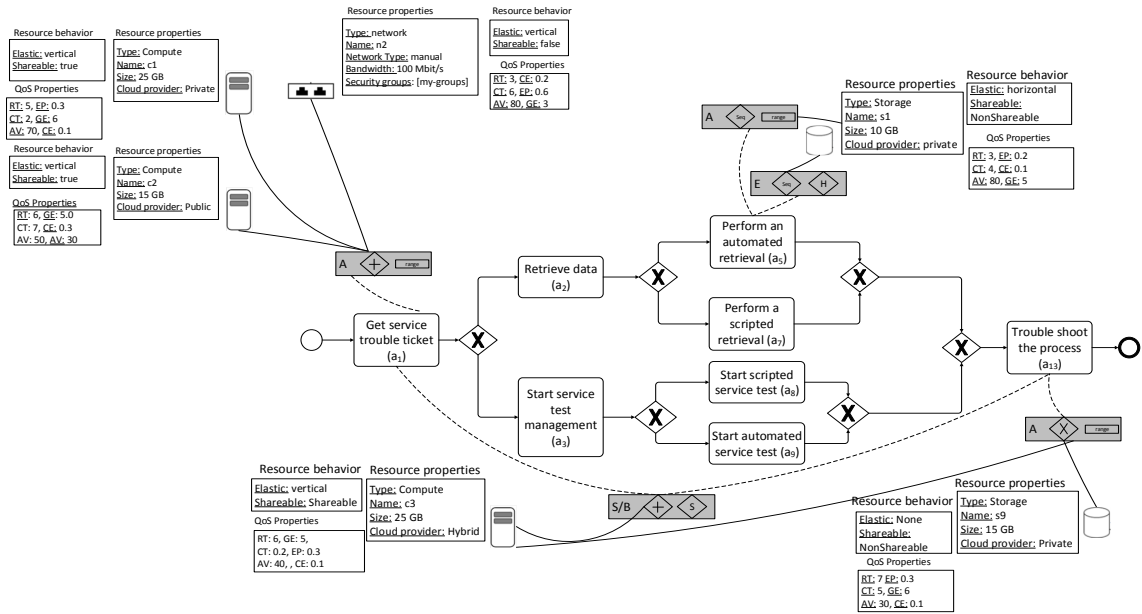 Resource behavior
Elastic: vertical
Shareable: true
QoS Properties
RT: 5, EP: 0.3
CT: 2, GE: 6
AV: 70, CE: 0.1
Resource properties
Type: Compute
Name: c1
Size: 25 GB
Cloud provider: Private
Resource behavior
Elastic: vertical
Shareable: true
QoS Properties
RT: 6, GE: 5.0
CT: 7, CE: 0.3
AV: 50, AV: 30
Resource properties
Type: Compute
Name: c2
Size: 15 GB
Cloud provider: Public
Resource properties
Type: network
Name: n2
Network Type: manual
Bandwidth: 100 Mbit/s
Security groups: [my-groups]
Resource behavior
Elastic: vertical
Shareable: false
QoS Properties
RT: 3, CE: 0.2
CT: 6, EP: 0.6
AV: 80, GE: 3
A
Seq
range
Resource properties
Type: Storage
Name: s1
Size: 10 GB
Cloud provider: private
Resource behavior
Elastic: horizontal
Shareable:
NonShareable
QoS Properties
RT: 3, EP: 0.2
CT: 4, CE: 0.1
AV: 80, GE: 5
E
Seq
H
A
+
range
Get service
trouble ticket
(a1)
X
Retrieve data
(a2)
X
Perform an
automated
retrieval (a5)
Perform a
scripted
retrieval (a7)
X
Start service
test
management
(a3)
X
Start scripted
service test (a8)
Start automated
service test (a9)
X
X
Trouble shoot
the process
(a13)
A
X
range
S/B
+
S
Resource behavior
Elastic: vertical
Shareable: Shareable
QoS Properties
RT: 6, GE: 5,
CT: 0.2, EP: 0.3
AV: 40, , CE: 0.1
Resource properties
Type: Compute
Name: c3
Size: 25 GB
Cloud provider: Hybrid
Resource behavior
Elastic: None
Shareable:
NonShareable
QoS Properties
RT: 7 EP: 0.3
CT: 5, GE: 6
AV: 30, CE: 0.1
Resource properties
Type: Storage
Name: s9
Size: 15 GB
Cloud provider: Private